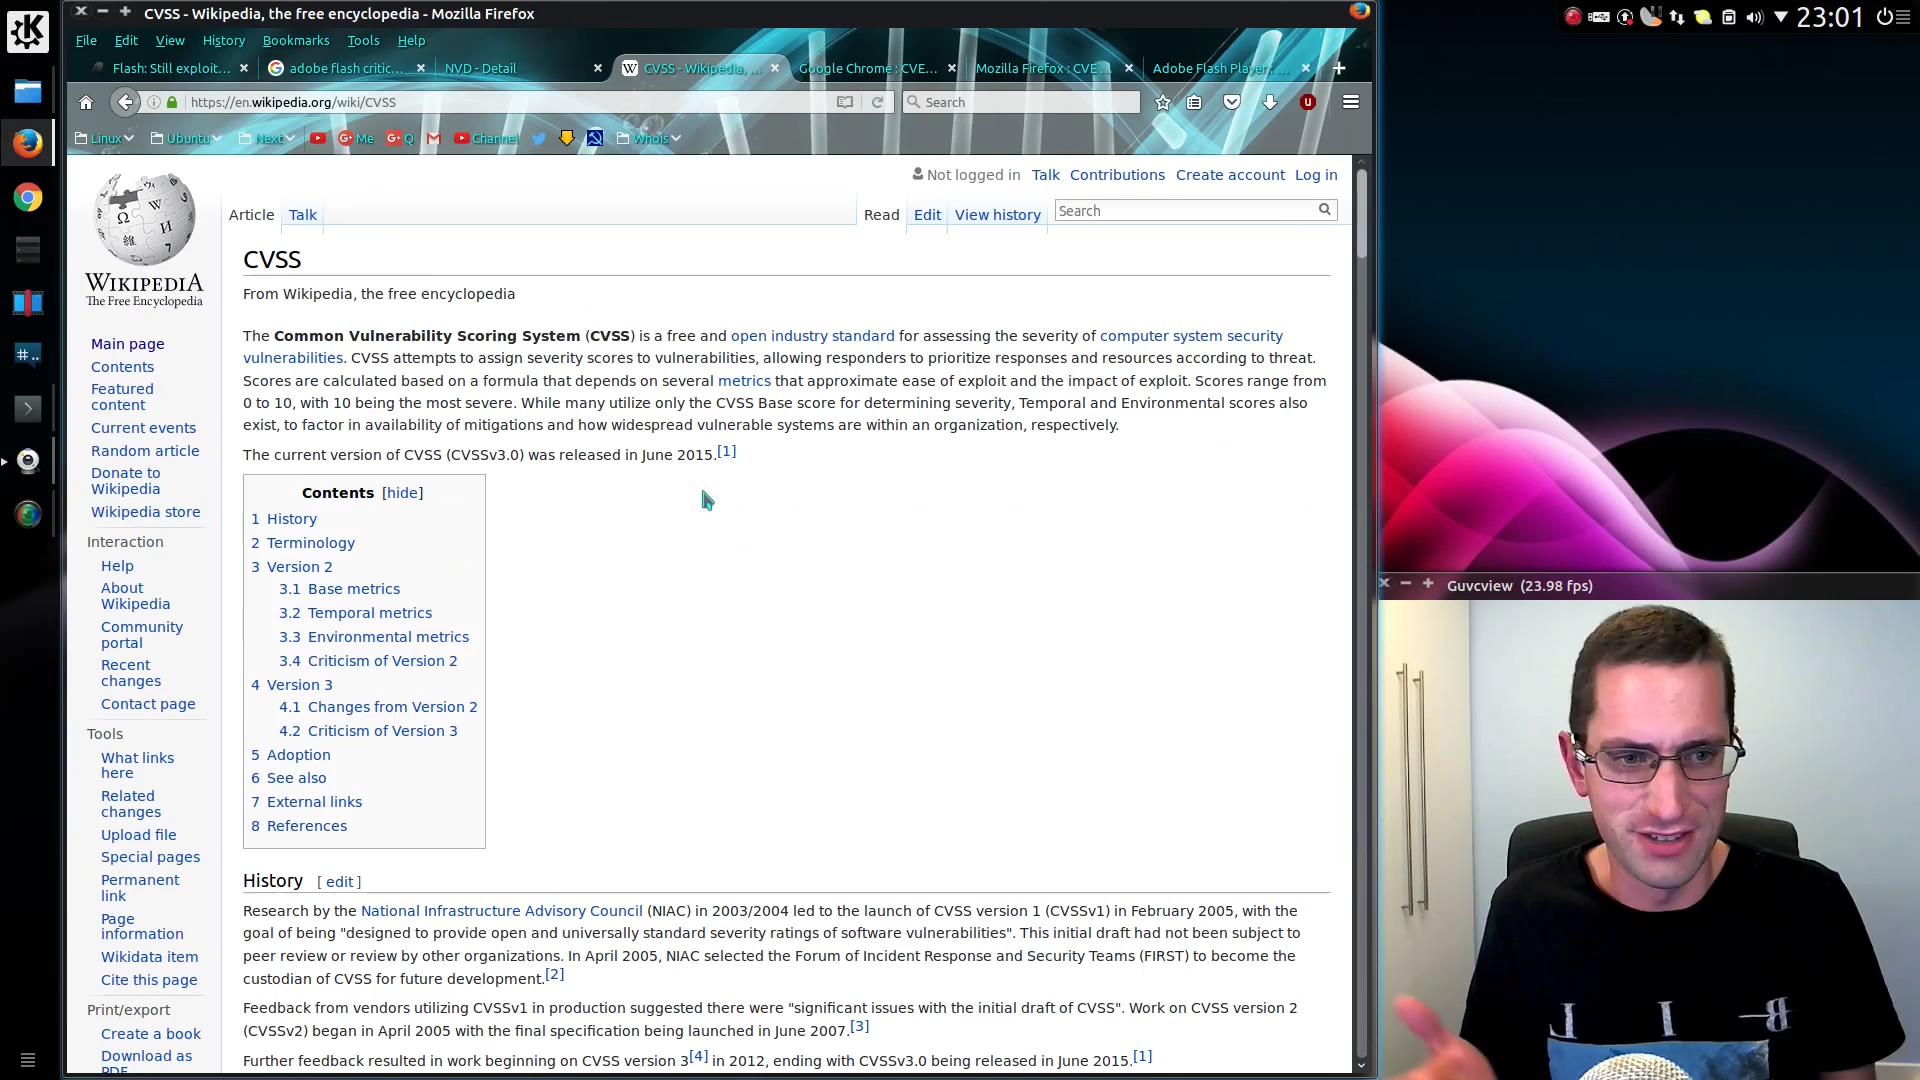 CVSS - Wikipedia, the free encyclopedia - Mozilla Firefox
23:01
File Edit View History Bookmarks Tools Help
Flash: Still exploit...
adobe flash critic...
NVD - Detail
CVSS - Wikipedia, ...
Google Chrome : CVE...
Mozilla Firefox : CVE ...
Adobe Flash Player : ...
https://en.wikipedia.org/wiki/CVSS
Search
Linux Ubuntu Next Me Q Channel Whois
Not logged in Talk Contributions Create account Log in
Article Talk
Read Edit View history
Search
WIKIPEDIA
The Free Encyclopedia
Main page
Contents
Featured
content
Current events
Random article
Donate to
Wikipedia
Wikipedia store
Interaction
Help
About
Wikipedia
Community
portal
Recent
changes
Contact page
Tools
What links
here
Related
changes
Upload file
Special pages
Permanent
link
Page
information
Wikidata item
Cite this page
Print/export
Create a book
Download as
PDF
CVSS
From Wikipedia, the free encyclopedia
The Common Vulnerability Scoring System (CVSS) is a free and open industry standard for assessing the severity of computer system security
vulnerabilities. CVSS attempts to assign severity scores to vulnerabilities, allowing responders to prioritize responses and resources according to threat.
Scores are calculated based on a formula that depends on several metrics that approximate ease of exploit and the impact of exploit. Scores range from
0 to 10, with 10 being the most severe. While many utilize only the CVSS Base score for determining severity, Temporal and Environmental scores also
exist, to factor in availability of mitigations and how widespread vulnerable systems are within an organization, respectively.
The current version of CVSS (CVSSv3.0) was released in June 2015.[1]
Contents [hide]
1 History
2 Terminology
3 Version 2
3.1 Base metrics
3.2 Temporal metrics
3.3 Environmental metrics
3.4 Criticism of Version 2
4 Version 3
4.1 Changes from Version 2
4.2 Criticism of Version 3
5 Adoption
6 See also
7 External links
8 References
History [ edit ]
Research by the National Infrastructure Advisory Council (NIAC) in 2003/2004 led to the launch of CVSS version 1 (CVSSv1) in February 2005, with the
goal of being "designed to provide open and universally standard severity ratings of software vulnerabilities". This initial draft had not been subject to
peer review or review by other organizations. In April 2005, NIAC selected the Forum of Incident Response and Security Teams (FIRST) to become the
custodian of CVSS for future development.[2]
Feedback from vendors utilizing CVSSv1 in production suggested there were "significant issues with the initial draft of CVSS". Work on CVSS version 2
(CVSSv2) began in April 2005 with the final specification being launched in June 2007.[3]
Further feedback resulted in work beginning on CVSS version 3[4] in 2012, ending with CVSSv3.0 being released in June 2015.[1]
Guvcview (23.98 fps)